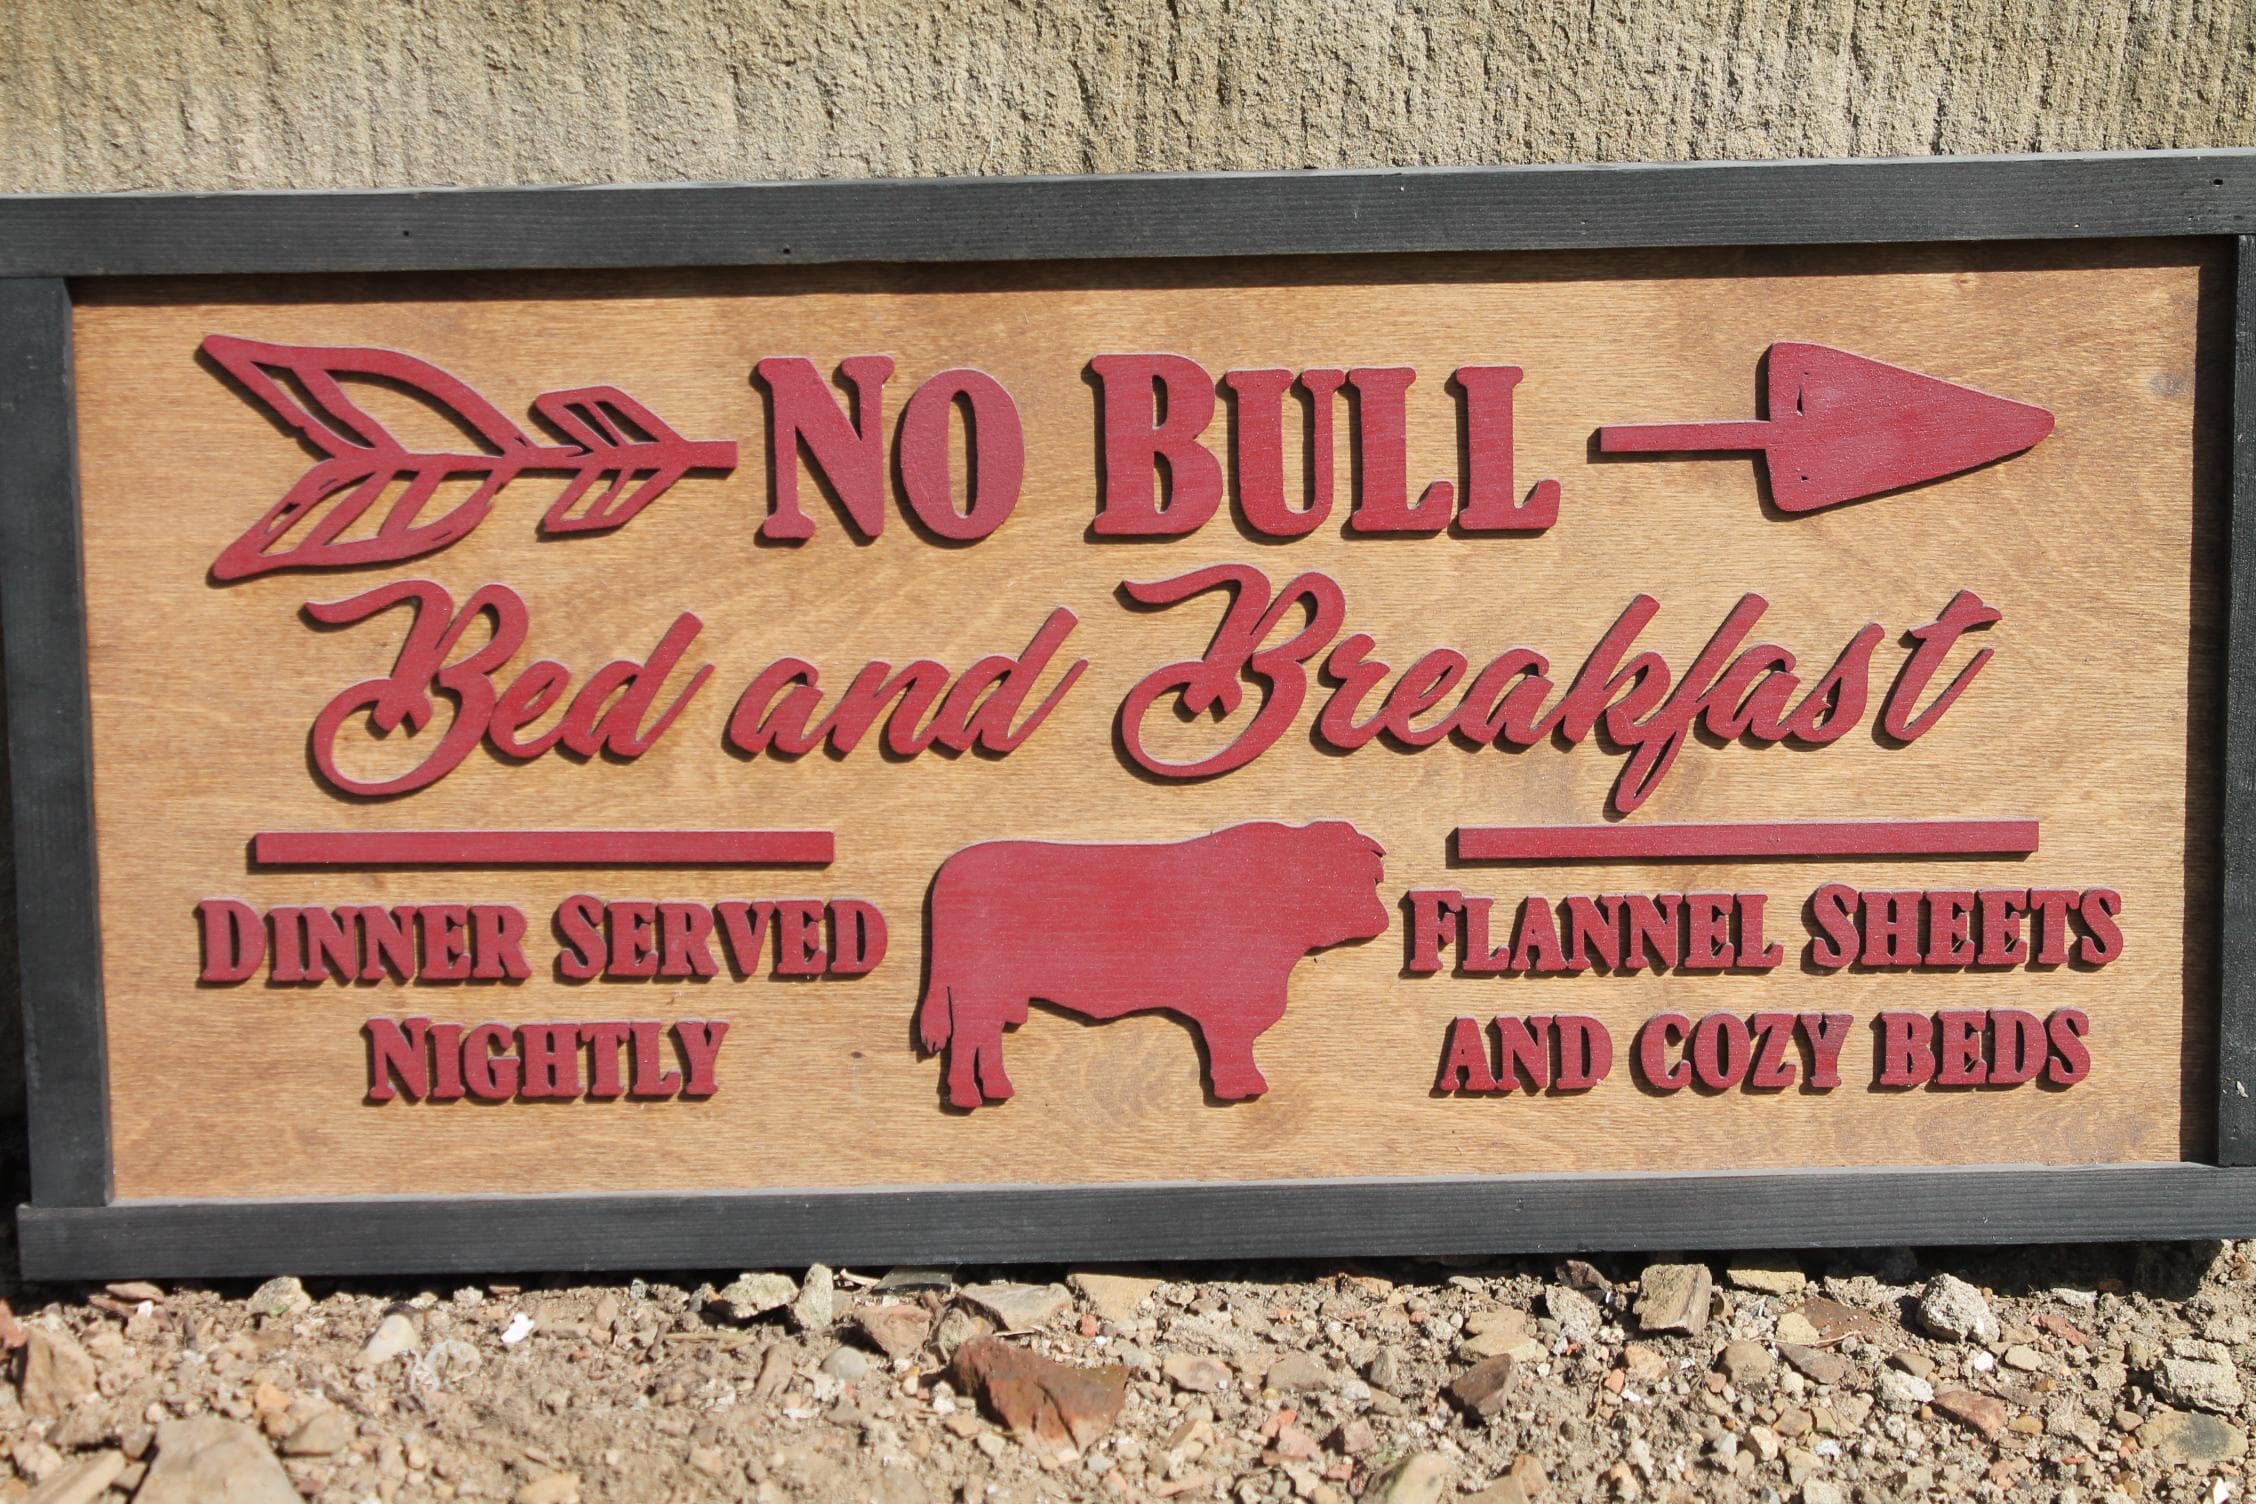 NO BULL
Bed and Breakfast
DINNER SERVED
NIGHTLY
FLANNEL SHEETS
AND COZY BEDS